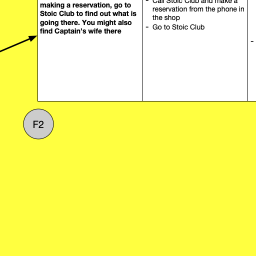 making a reservation, go to
Stoic Club to find out what is
going there. You might also
find Captain's wife there
- Call Stoic Club and make a
reservation from the phone in
the shop
- Go to Stoic Club
-
F2